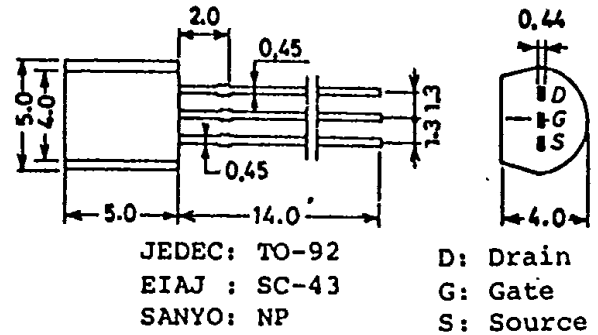 2.0
0.45
5.0
4.0
1.3
1.3
0.45
5.0
14.0
0.44
D
G
S
4.0
JEDEC: TO-92
EIAJ : SC-43
SANYO: NP
D: Drain
G: Gate
S: Source